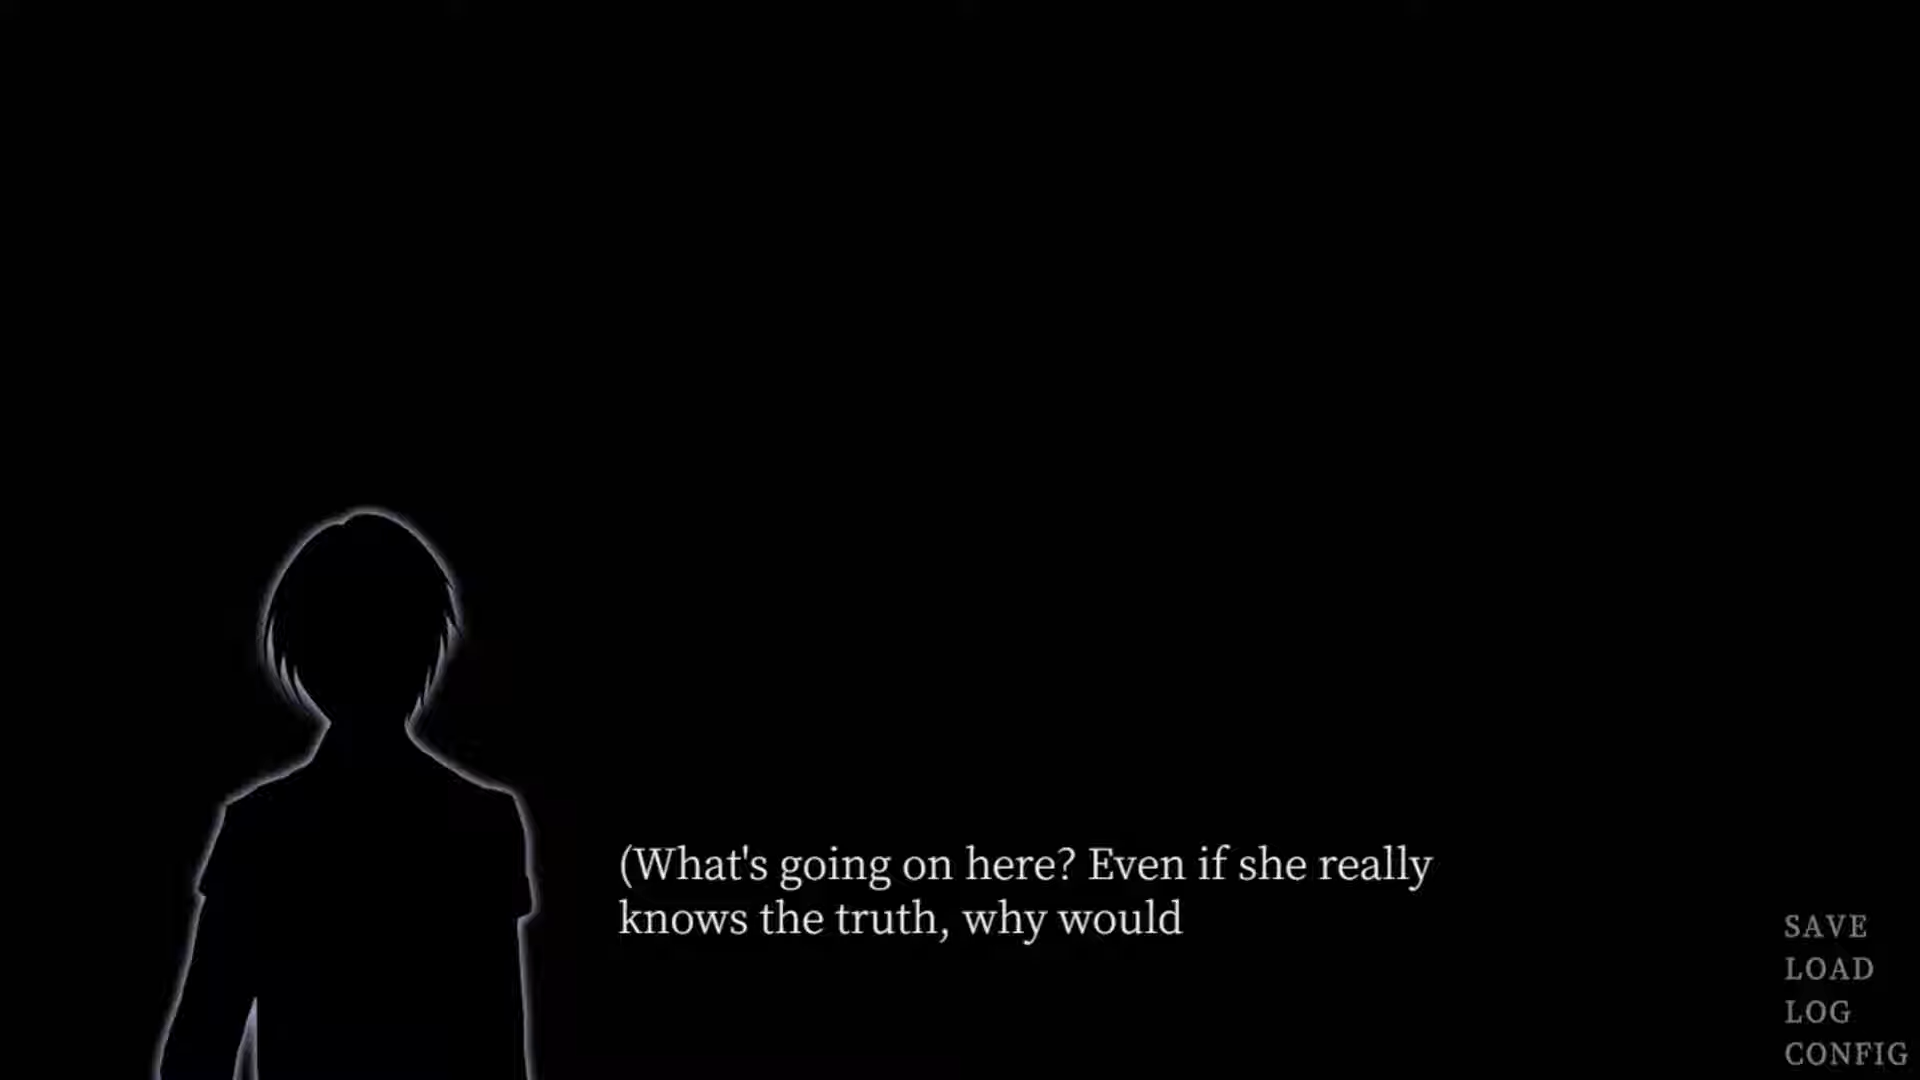 (What's going on here? Even if she really
knows the truth, why would
SAVE
LOAD
LOG
CONFIG